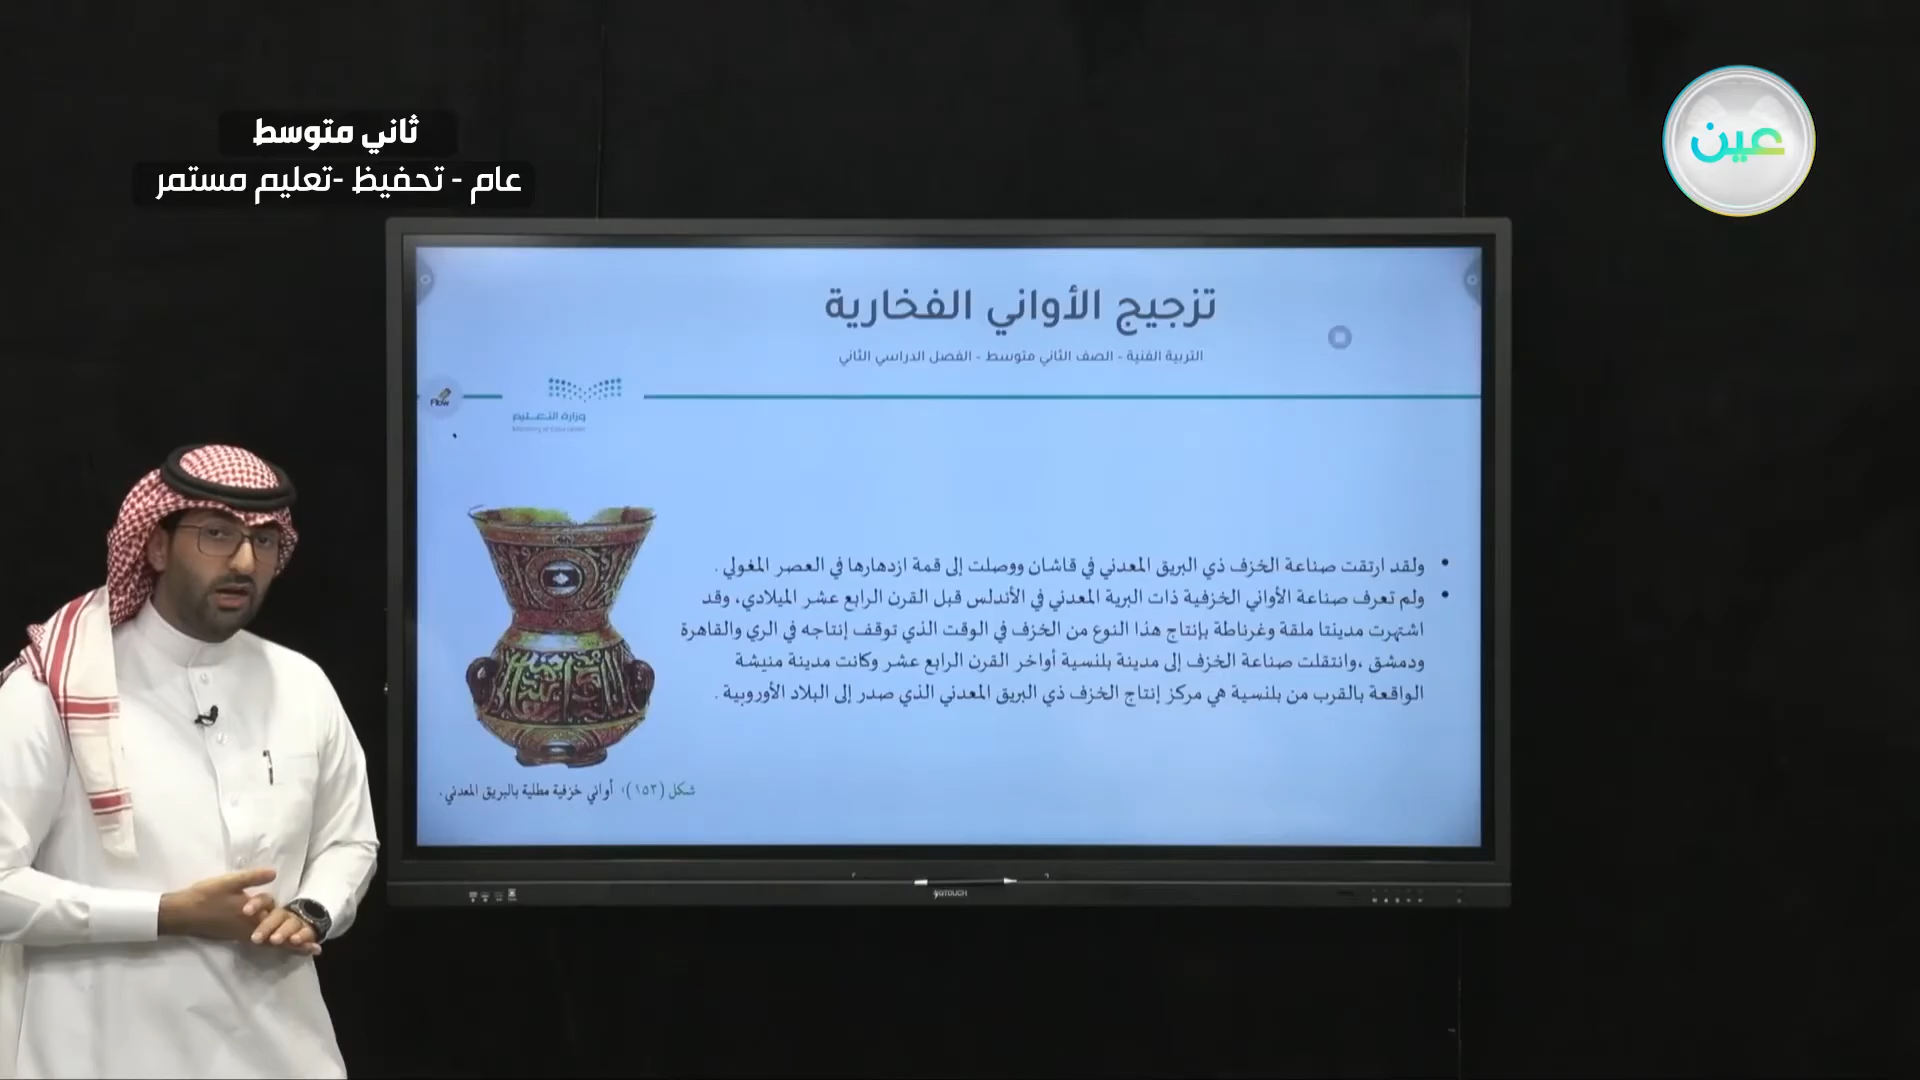 ثاني متوسط
عام - تحفيظ -تعليم مستمر
عين
تزجيج الأواني الفخارية
التربية الفنية - الصف الثاني متوسط - الفصل الدراسي الثاني
Flow
وزارة التعليم
Ministry of Education
• ولقد ارتقت صناعة الخزف ذي البريق المعدني في قاشان ووصلت إلى قمة ازدهارها في العصر المغولي .
• ولم تعرف صناعة الأواني الخزفية ذات البرية المعدني في الأندلس قبل القرن الرابع عشر الميلادي، وقد
اشتهرت مدينتا ملقة وغرناطة بإنتاج هذا النوع من الخزف في الوقت الذي توقف إنتاجه في الري والقاهرة
ودمشق ،وانتقلت صناعة الخزف إلى مدينة بلنسية أواخر القرن الرابع عشر وكانت مدينة منيشة
الواقعة بالقرب من بلنسية هي مركز إنتاج الخزف ذي البريق المعدني الذي صدر إلى البلاد الأوروبية .
شكل (١٥٣): أواني خزفية مطلية بالبريق المعدني .